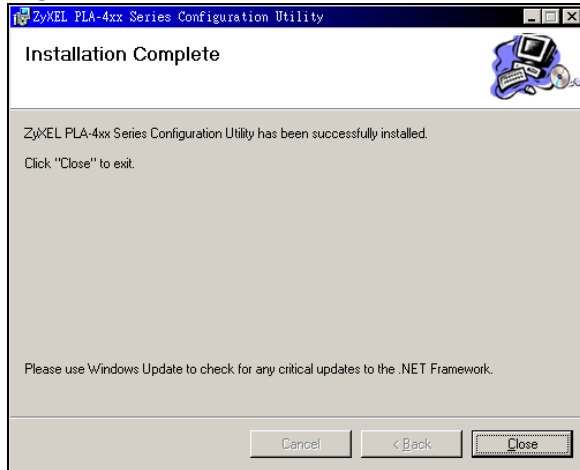 ZyXEL PLA-4xx Series Configuration Utility
Installation Complete
ZyXEL PLA-4xx Series Configuration Utility has been successfully installed.
Click "Close" to exit.
Please use Windows Update to check for any critical updates to the .NET Framework.
Cancel
< Back
Close